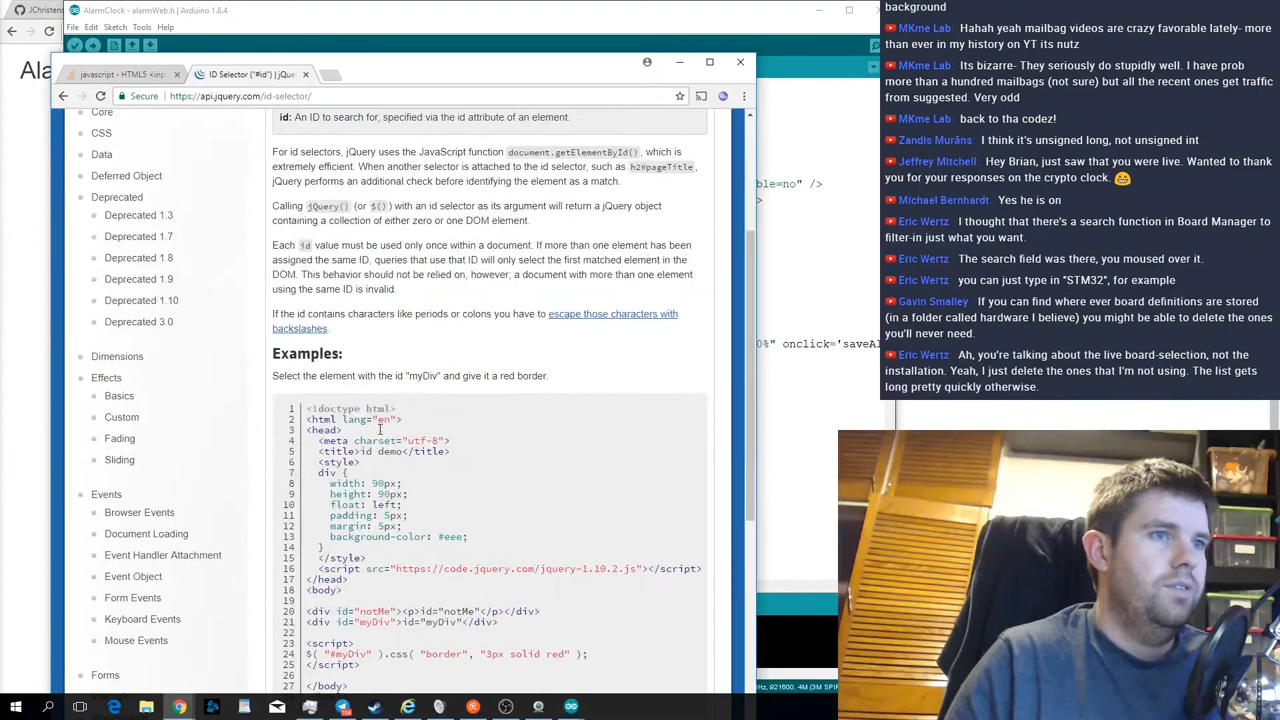 JChristens
AlarmClock - alarmWeb.h | Arduino 1.8.4
File Edit Sketch Tools Help
Ala
javascript - HTML5 <inp
ID Selector ("#id") | jQue
Secure
https://api.jquery.com/id-selector/
Core
CSS
Data
Deferred Object
Deprecated
Deprecated 1.3
Deprecated 1.7
Deprecated 1.8
Deprecated 1.9
Deprecated 1.10
Deprecated 3.0
Dimensions
Effects
Basics
Custom
Fading
Sliding
Events
Browser Events
Document Loading
Event Handler Attachment
Event Object
Form Events
Keyboard Events
Mouse Events
Forms
id: An ID to search for, specified via the id attribute of an element.
For id selectors, jQuery uses the JavaScript function document.getElementById(), which is
extremely efficient. When another selector is attached to the id selector, such as h2#pageTitle,
jQuery performs an additional check before identifying the element as a match.
Calling jQuery() (or $()) with an id selector as its argument will return a jQuery object
containing a collection of either zero or one DOM element.
Each id value must be used only once within a document. If more than one element has been
assigned the same ID, queries that use that ID will only select the first matched element in the
DOM. This behavior should not be relied on, however; a document with more than one element
using the same ID is invalid.
If the id contains characters like periods or colons you have to escape those characters with
backslashes.
Examples:
Select the element with the id "myDiv" and give it a red border.
1 <!doctype html>
2 <html lang="en">
3 <head>
4 <meta charset="utf-8">
5 <title>id demo</title>
6 <style>
7 div {
8 width: 90px;
9 height: 90px;
10 float: left;
11 padding: 5px;
12 margin: 5px;
13 background-color: #eee;
14 }
15 </style>
16 <script src="https://code.jquery.com/jquery-1.10.2.js"></script>
17 </head>
18 <body>
19
20 <div id="notMe"><p>id="notMe"</p></div>
21 <div id="myDiv">id="myDiv"</div>
22
23 <script>
24 $( "#myDiv" ).css( "border", "3px solid red" );
25 </script>
26
27 </body>
ble=no" />
>
0%" onclick='saveAl
Hz, 921600, 4M (3M SPIF
background
MKme Lab Hahah yeah mailbag videos are crazy favorable lately- more
than ever in my history on YT its nutz
MKme Lab Its bizarre- They seriously do stupidly well. I have prob
more than a hundred mailbags (not sure) but all the recent ones get traffic
from suggested. Very odd
MKme Lab back to tha codez!
Zandis Murāns I think it's unsigned long, not unsigned int
Jeffrey Mitchell Hey Brian, just saw that you were live. Wanted to thank
you for your responses on the crypto clock. 😁
Michael Bernhardt Yes he is on
Eric Wertz I thought that there's a search function in Board Manager to
filter-in just what you want.
Eric Wertz The search field was there, you moused over it.
Eric Wertz you can just type in "STM32", for example
Gavin Smalley If you can find where ever board definitions are stored
(in a folder called hardware I believe) you might be able to delete the ones
you'll never need.
Eric Wertz Ah, you're talking about the live board-selection, not the
installation. Yeah, I just delete the ones that I'm not using. The list gets
long pretty quickly otherwise.